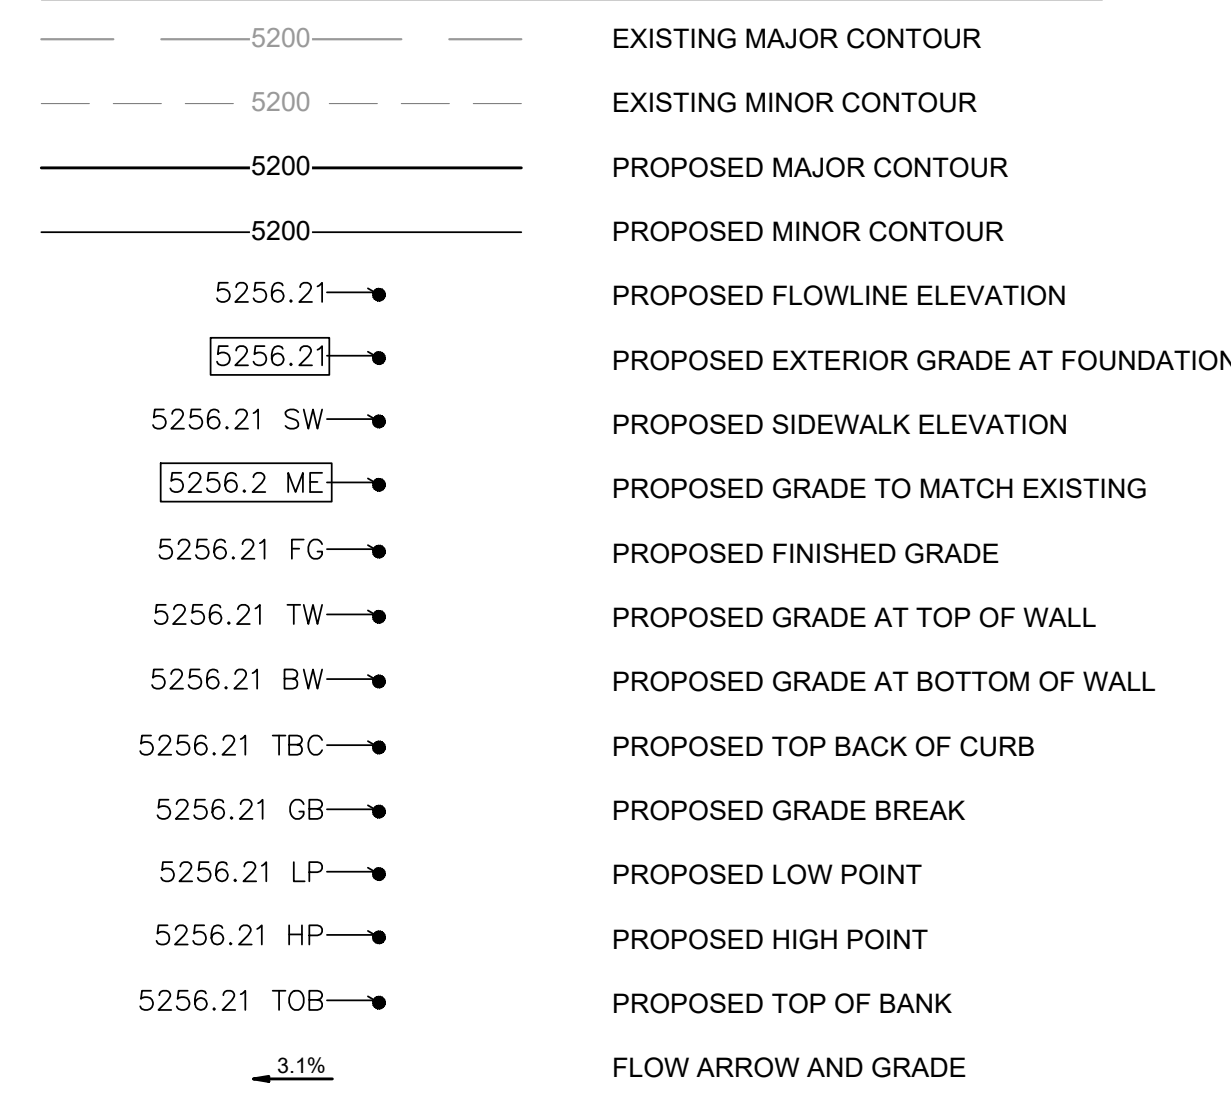 5200 EXISTING MAJOR CONTOUR
5200 EXISTING MINOR CONTOUR
5200 PROPOSED MAJOR CONTOUR
5200 PROPOSED MINOR CONTOUR
5256.21 PROPOSED FLOWLINE ELEVATION
5256.21 PROPOSED EXTERIOR GRADE AT FOUNDATION
5256.21 SW PROPOSED SIDEWALK ELEVATION
5256.2 ME PROPOSED GRADE TO MATCH EXISTING
5256.21 FG PROPOSED FINISHED GRADE
5256.21 TW PROPOSED GRADE AT TOP OF WALL
5256.21 BW PROPOSED GRADE AT BOTTOM OF WALL
5256.21 TBC PROPOSED TOP BACK OF CURB
5256.21 GB PROPOSED GRADE BREAK
5256.21 LP PROPOSED LOW POINT
5256.21 HP PROPOSED HIGH POINT
5256.21 TOB PROPOSED TOP OF BANK
3.1% FLOW ARROW AND GRADE